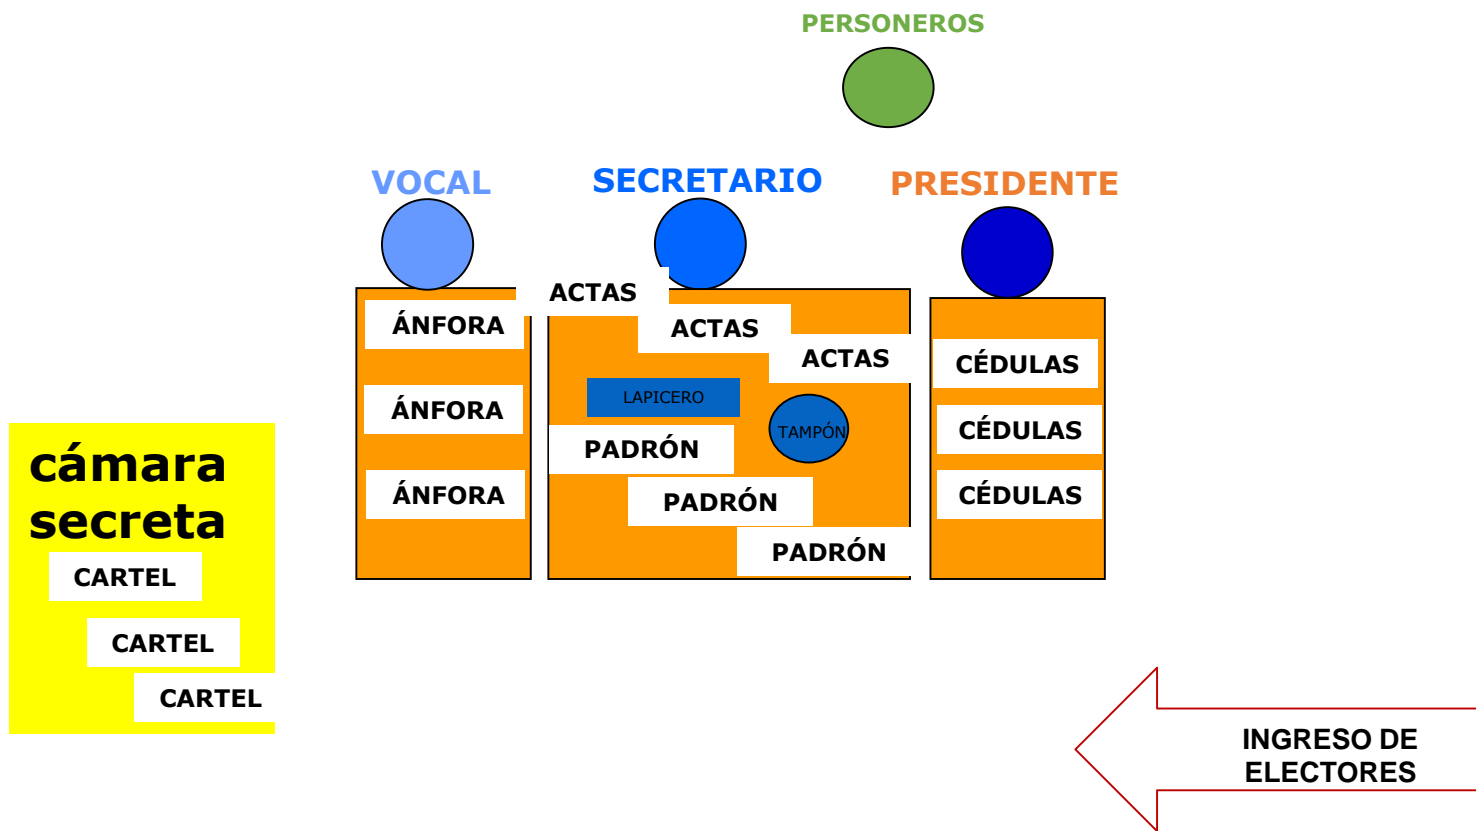 PERSONEROS
VOCAL
SECRETARIO
PRESIDENTE
ÁNFORA
ÁNFORA
ÁNFORA
ACTAS
ACTAS
ACTAS
LAPICERO
TAMPÓN
PADRÓN
PADRÓN
PADRÓN
CÉDULAS
CÉDULAS
CÉDULAS
cámara
secreta
CARTEL
CARTEL
CARTEL
INGRESO DE
ELECTORES